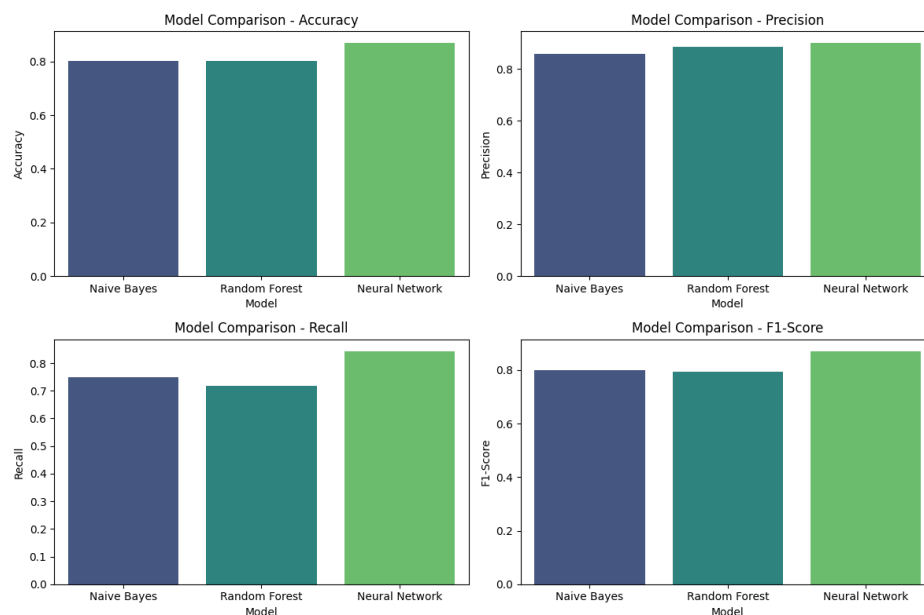 Model Comparison - Accuracy
Accuracy
0.8
0.6
0.4
0.2
0.0
Naive Bayes Random Forest Neural Network
Model
Model Comparison - Precision
Precision
0.8
0.6
0.4
0.2
0.0
Naive Bayes Random Forest Neural Network
Model
Model Comparison - Recall
Recall
0.8
0.7
0.6
0.5
0.4
0.3
0.2
0.1
0.0
Naive Bayes Random Forest Neural Network
Model
Model Comparison - F1-Score
F1-Score
0.8
0.6
0.4
0.2
0.0
Naive Bayes Random Forest Neural Network
Model